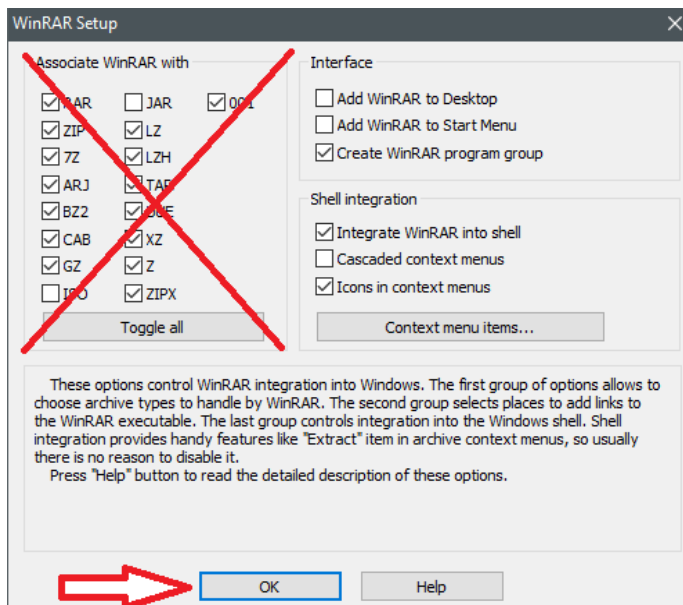 WinRAR Setup
Associate WinRAR with
RAR JAR 001
ZIP LZ
7Z LZH
ARJ TAR
BZ2 UUE
CAB XZ
GZ Z
ISO ZIPX
Toggle all
Interface
Add WinRAR to Desktop
Add WinRAR to Start Menu
Create WinRAR program group
Shell integration
Integrate WinRAR into shell
Cascaded context menus
Icons in context menus
Context menu items...
These options control WinRAR integration into Windows. The first group of options allows to
choose archive types to handle by WinRAR. The second group selects places to add links to
the WinRAR executable. The last group controls integration into the Windows shell. Shell
integration provides handy features like "Extract" item in archive context menus, so usually
there is no reason to disable it.
Press "Help" button to read the detailed description of these options.
OK
Help